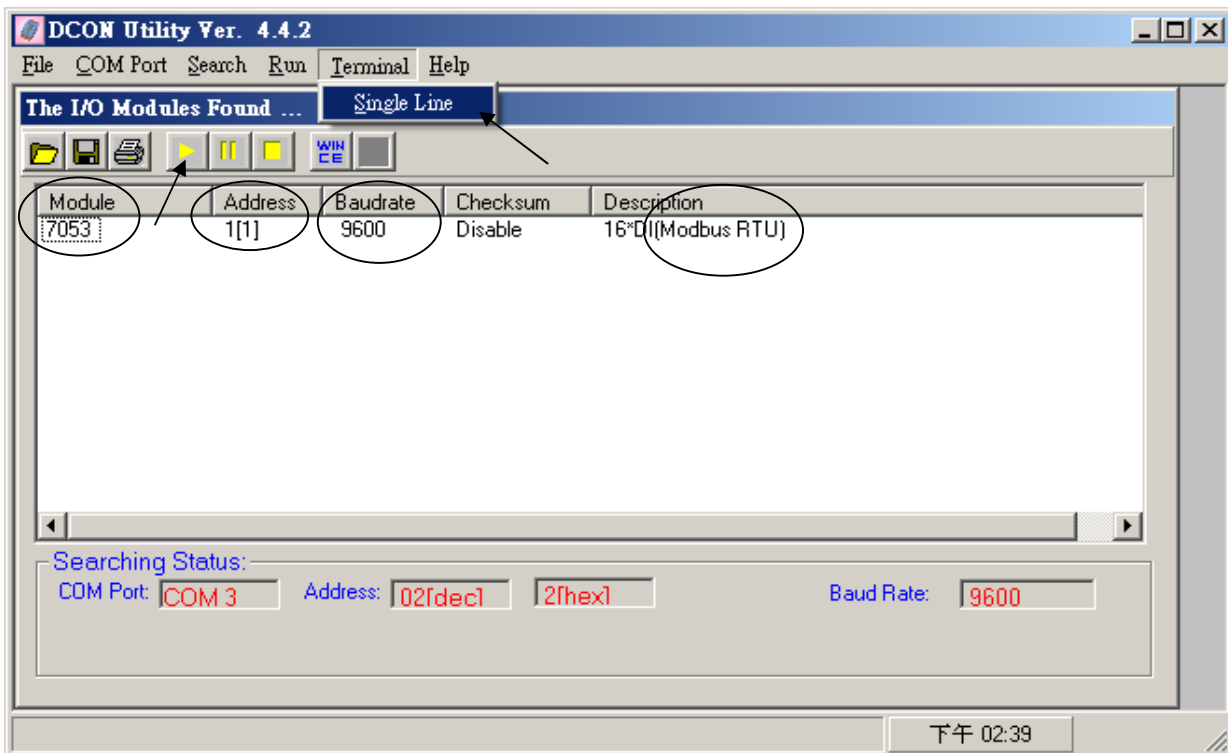 DCON Utility Ver. 4.4.2
File COM Port Search Run Terminal Help
Single Line
The I/O Modules Found ...
WIN CE
Module Address Baudrate Checksum Description
7053 1[1] 9600 Disable 16*DI(Modbus RTU)
Searching Status:
COM Port: COM 3 Address: 02[dec] 2[hex] Baud Rate: 9600
下午 02:39